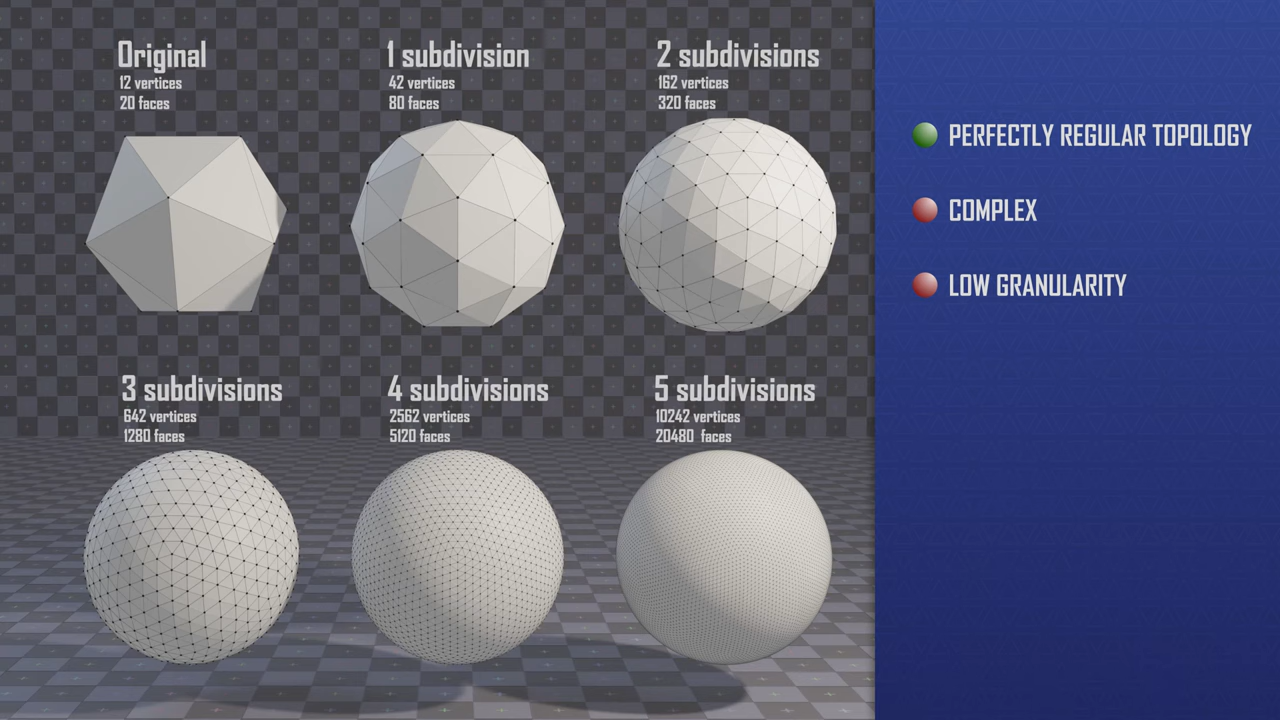 Original
12 vertices
20 faces
1 subdivision
42 vertices
80 faces
2 subdivisions
162 vertices
320 faces
3 subdivisions
642 vertices
1280 faces
4 subdivisions
2562 vertices
5120 faces
5 subdivisions
10242 vertices
20480 faces
PERFECTLY REGULAR TOPOLOGY
COMPLEX
LOW GRANULARITY